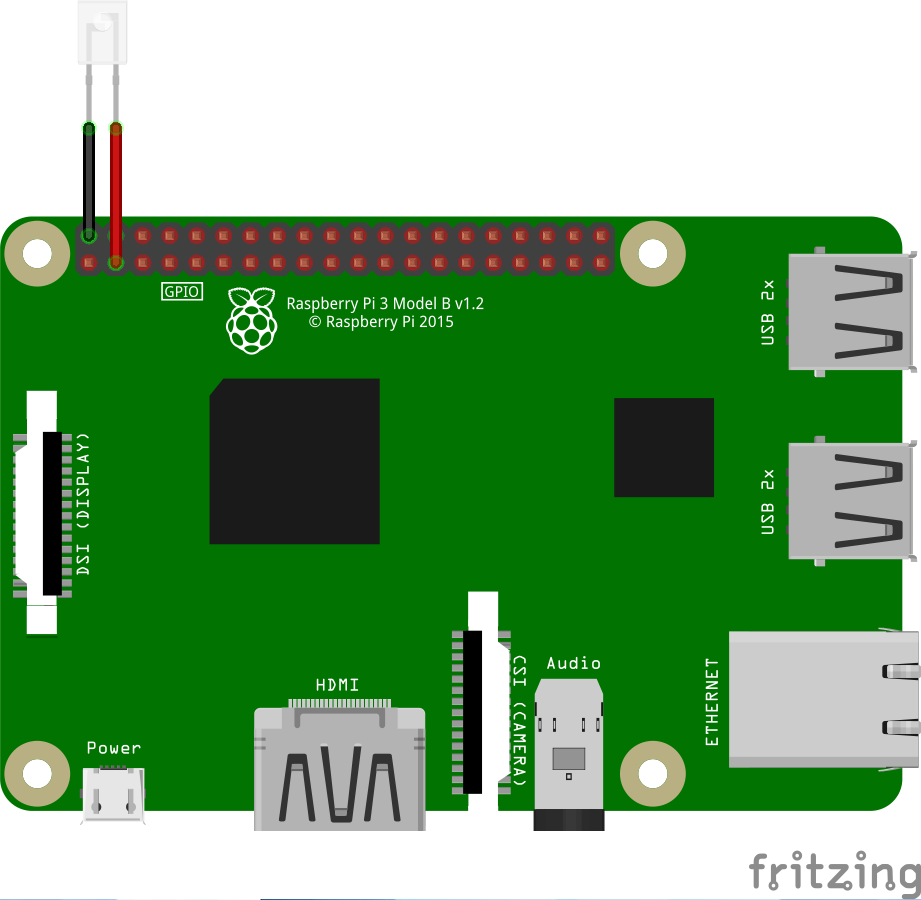 GPIO
Raspberry Pi 3 Model B v1.2
© Raspberry Pi 2015
USB 2x
DSI (DISPLAY)
USB 2x
HDMI
CSI (CAMERA)
Audio
ETHERNET
Power
fritzing